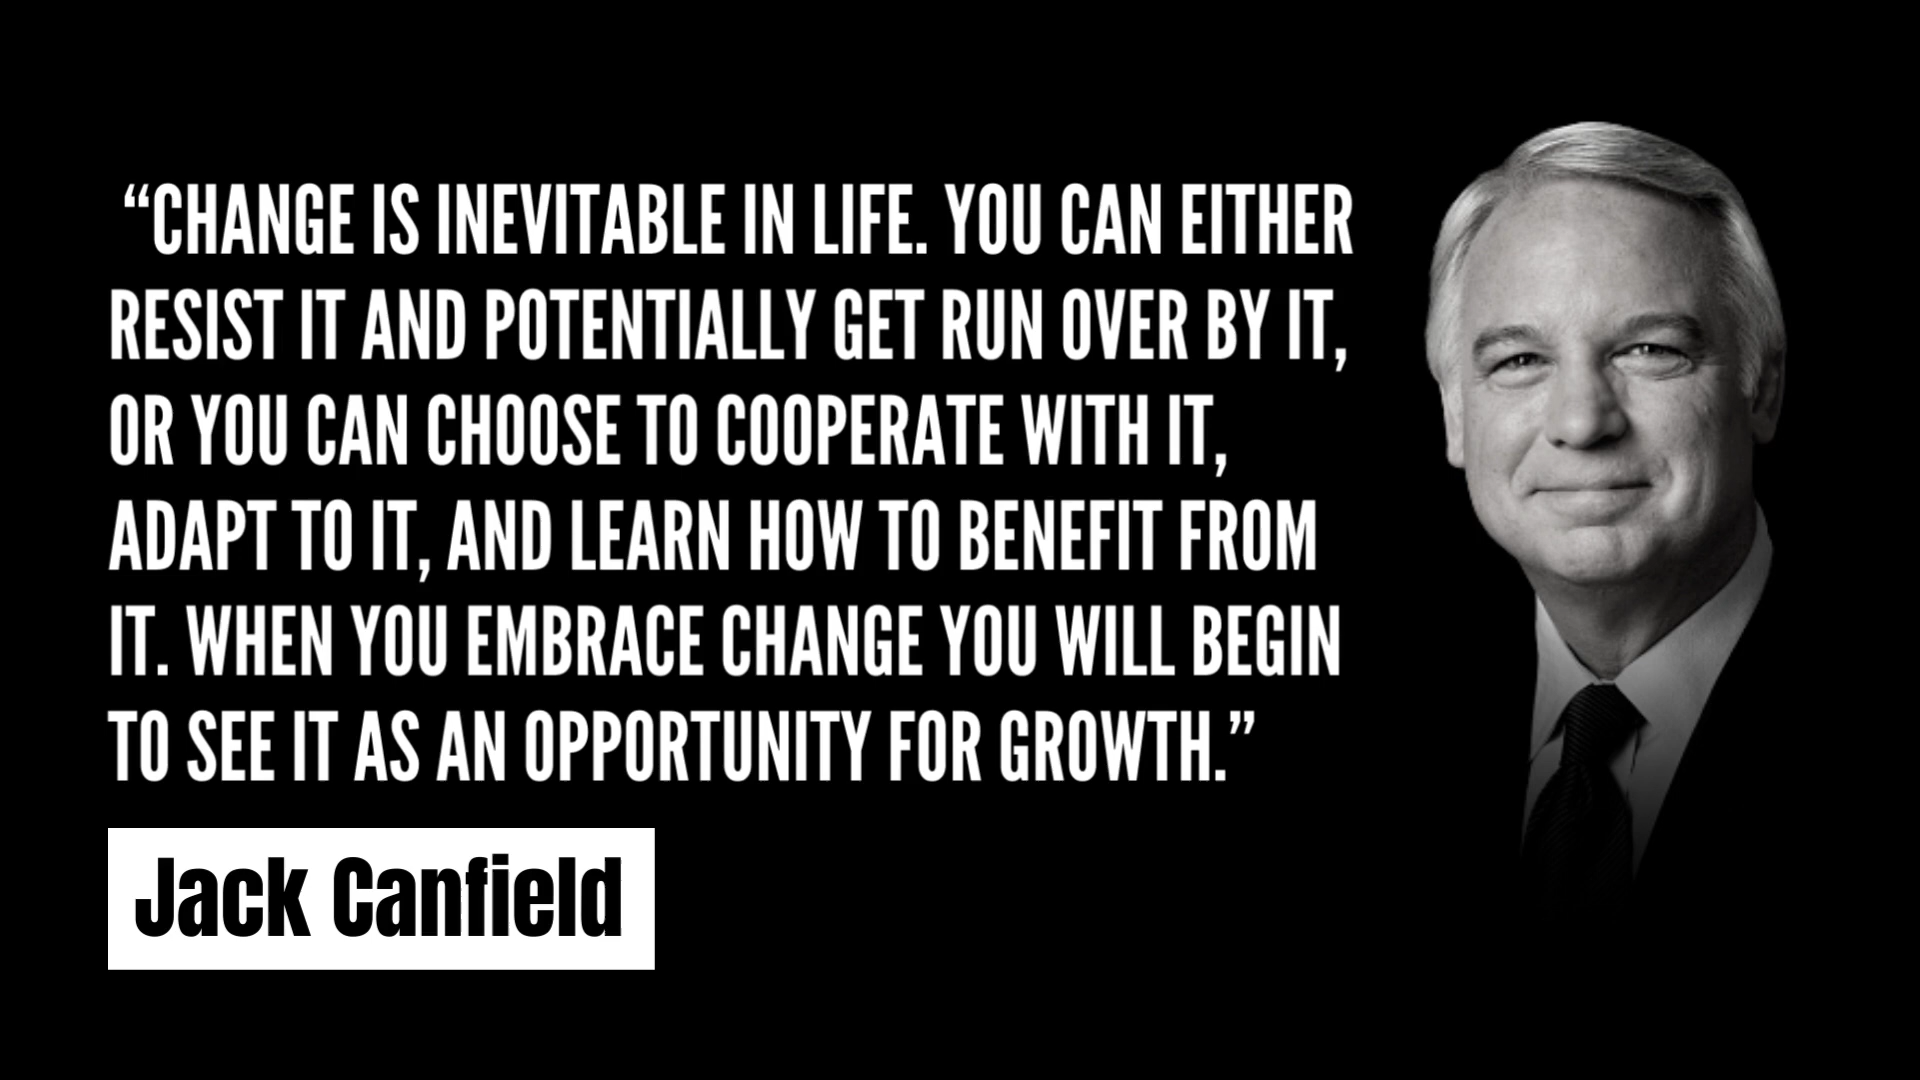 “CHANGE IS INEVITABLE IN LIFE. YOU CAN EITHER
RESIST IT AND POTENTIALLY GET RUN OVER BY IT,
OR YOU CAN CHOOSE TO COOPERATE WITH IT,
ADAPT TO IT, AND LEARN HOW TO BENEFIT FROM
IT. WHEN YOU EMBRACE CHANGE YOU WILL BEGIN
TO SEE IT AS AN OPPORTUNITY FOR GROWTH.”
Jack Canfield